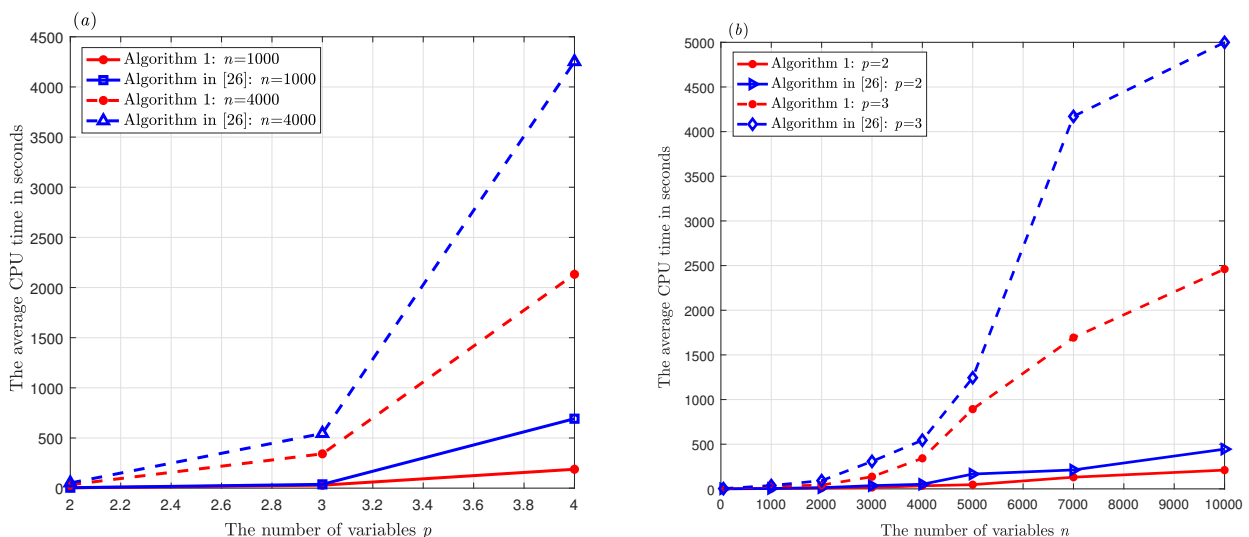 (a)
4500
4000
3500
3000
2500
2000
1500
1000
500
0
2 2.2 2.4 2.6 2.8 3 3.2 3.4 3.6 3.8 4
The average CPU time in seconds
The number of variables p
Algorithm 1: n=1000
Algorithm in [26]: n=1000
Algorithm 1: n=4000
Algorithm in [26]: n=4000
(b)
5000
4500
4000
3500
3000
2500
2000
1500
1000
500
0
0 1000 2000 3000 4000 5000 6000 7000 8000 9000 10000
The average CPU time in seconds
The number of variables n
Algorithm 1: p=2
Algorithm in [26]: p=2
Algorithm 1: p=3
Algorithm in [26]: p=3